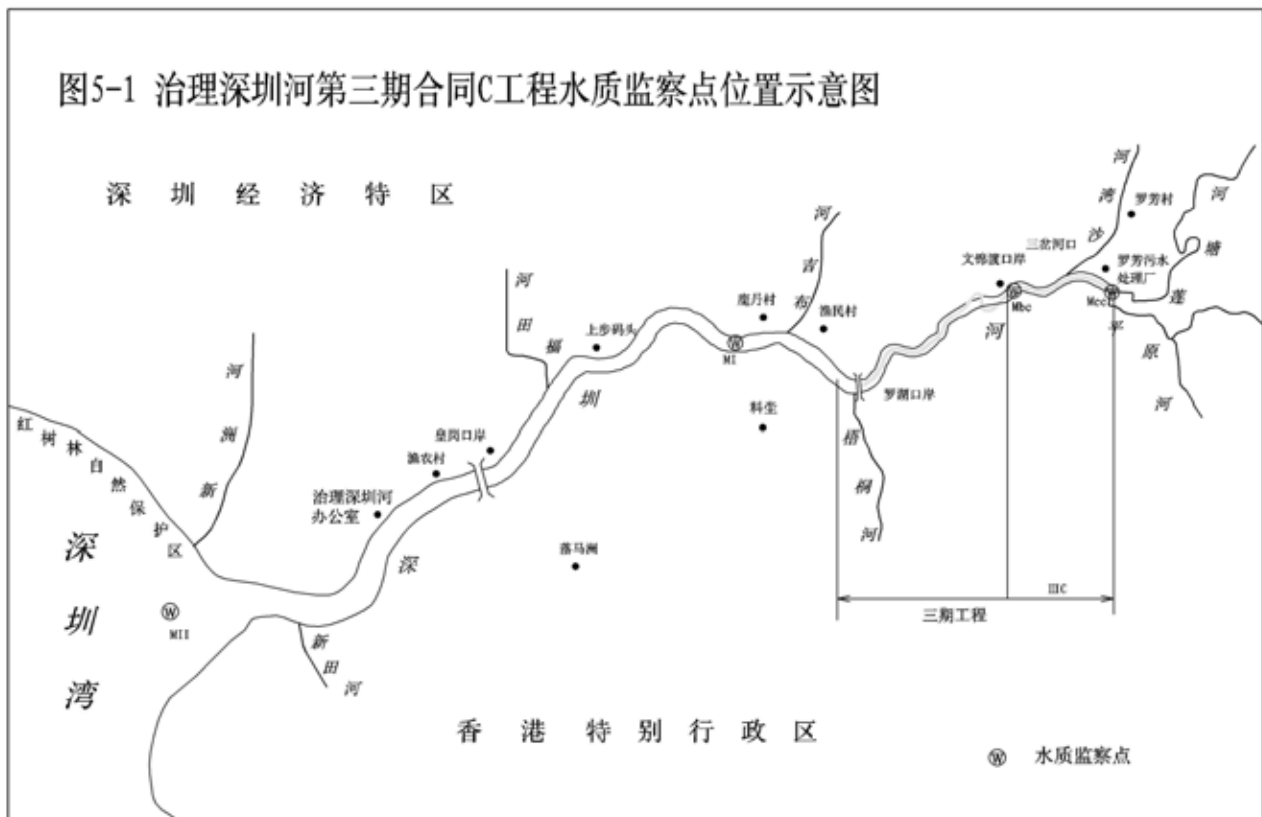 图5-1 治理深圳河第三期合同C工程水质监察点位置示意图
深圳经济特区
河湾沙
罗芳村
河塘莲
三岔河口
文锦渡口岸
罗芳污水
处理厂
Mbc
Mcc
平原河
河吉布
鹿丹村
渔民村
MI
河田福
上步码头
罗湖口岸
河
圳
深
梧桐河
料壆
皇岗口岸
渔农村
治理深圳河
办公室
河洲新
红树林自然保护区
落马洲
深圳湾
MII
新田河
IIIC
三期工程
香港特别行政区
W 水质监察点